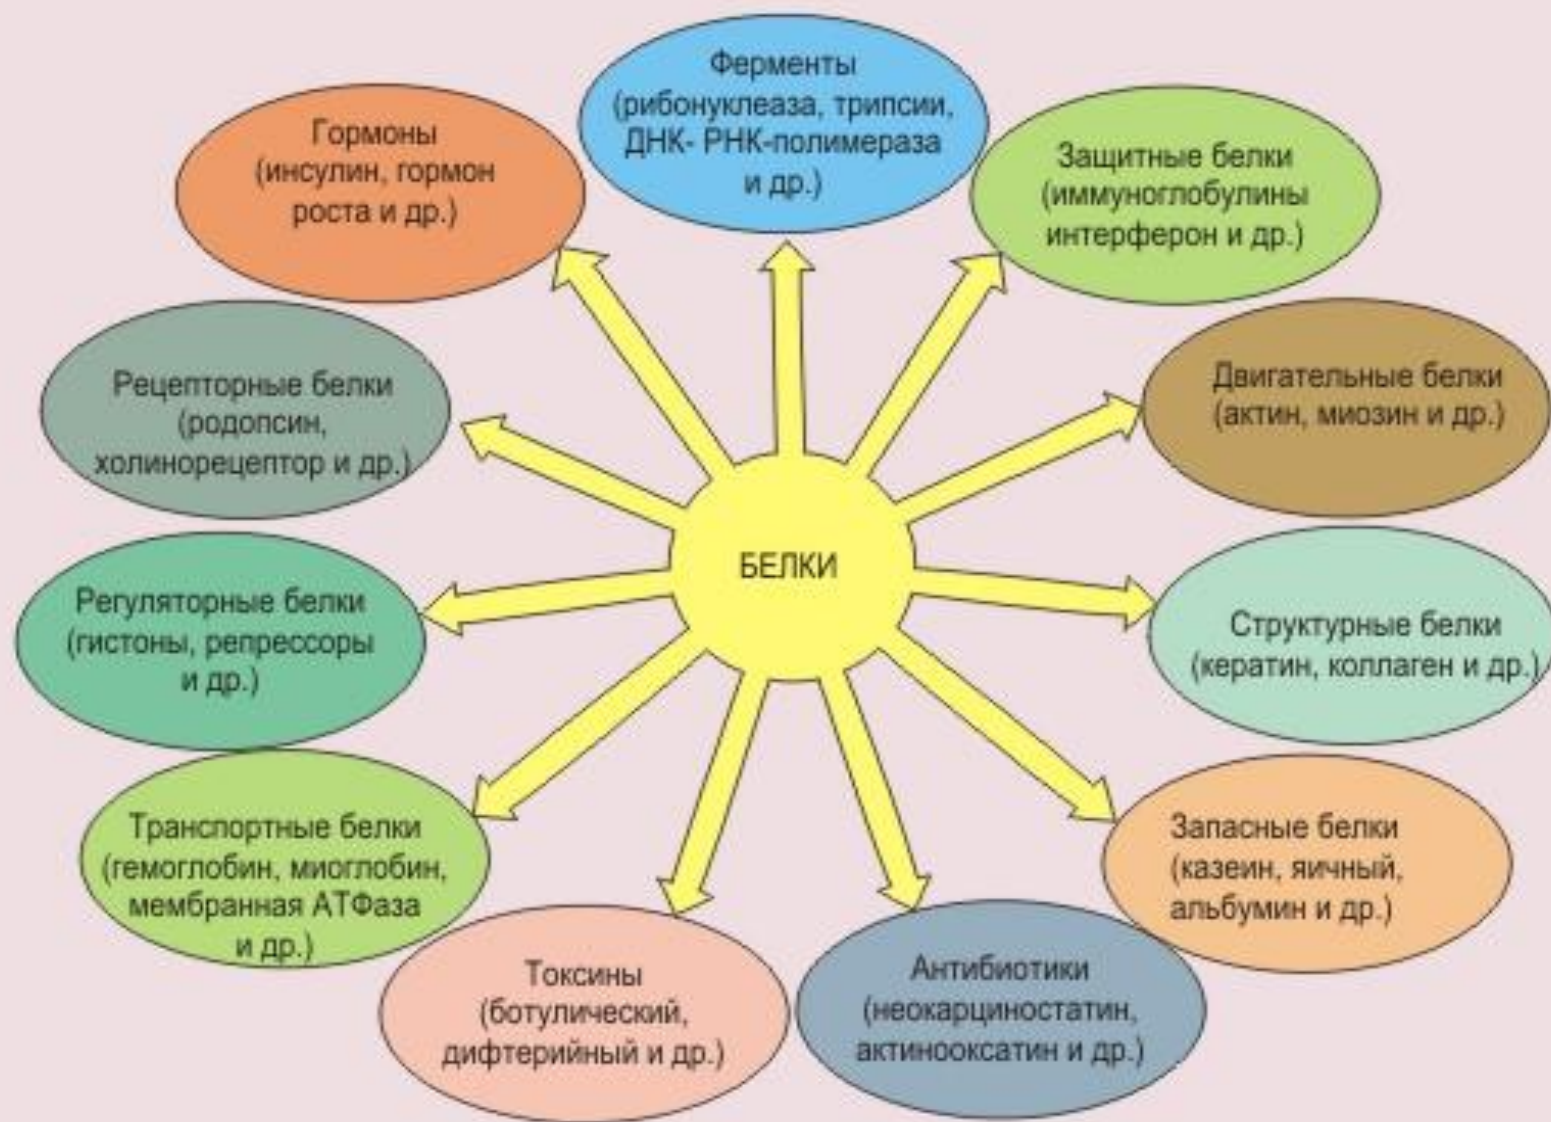 Ферменты
(рибонуклеаза, трипсии,
ДНК- РНК-полимераза
и др.)
Гормоны
(инсулин, гормон
роста и др.)
Защитные белки
(иммуноглобулины
интерферон и др.)
Рецепторные белки
(родопсин,
холинорецептор и др.)
Двигательные белки
(актин, миозин и др.)
БЕЛКИ
Регуляторные белки
(гистоны, репрессоры
и др.)
Структурные белки
(кератин, коллаген и др.)
Транспортные белки
(гемоглобин, миоглобин,
мембранная АТФаза
и др.)
Запасные белки
(казеин, яичный,
альбумин и др.)
Токсины
(ботулический,
дифтерийный и др.)
Антибиотики
(неокарциностатин,
актинооксатин и др.)